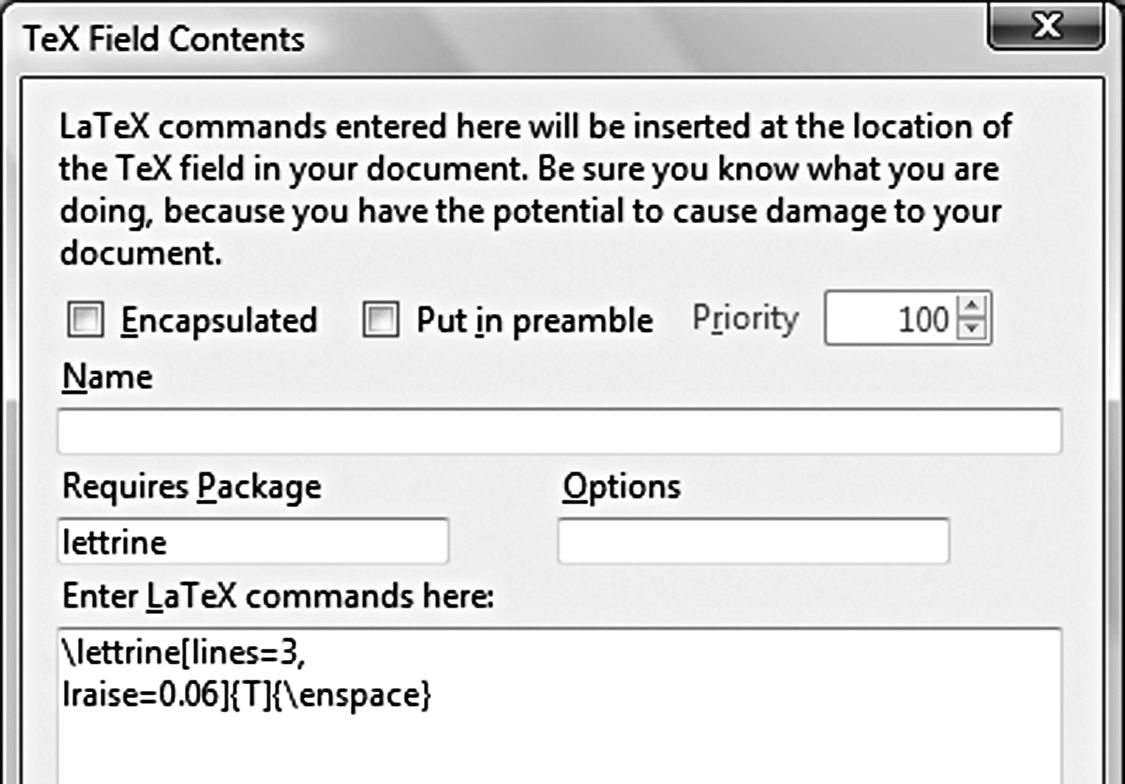 TeX Field Contents
LaTeX commands entered here will be inserted at the location of
the TeX field in your document. Be sure you know what you are
doing, because you have the potential to cause damage to your
document.
Encapsulated Put in preamble Priority 100
Name
Requires Package Options
lettrine
Enter LaTeX commands here:
\lettrine[lines=3,
lraise=0.06]{T]{\enspace}